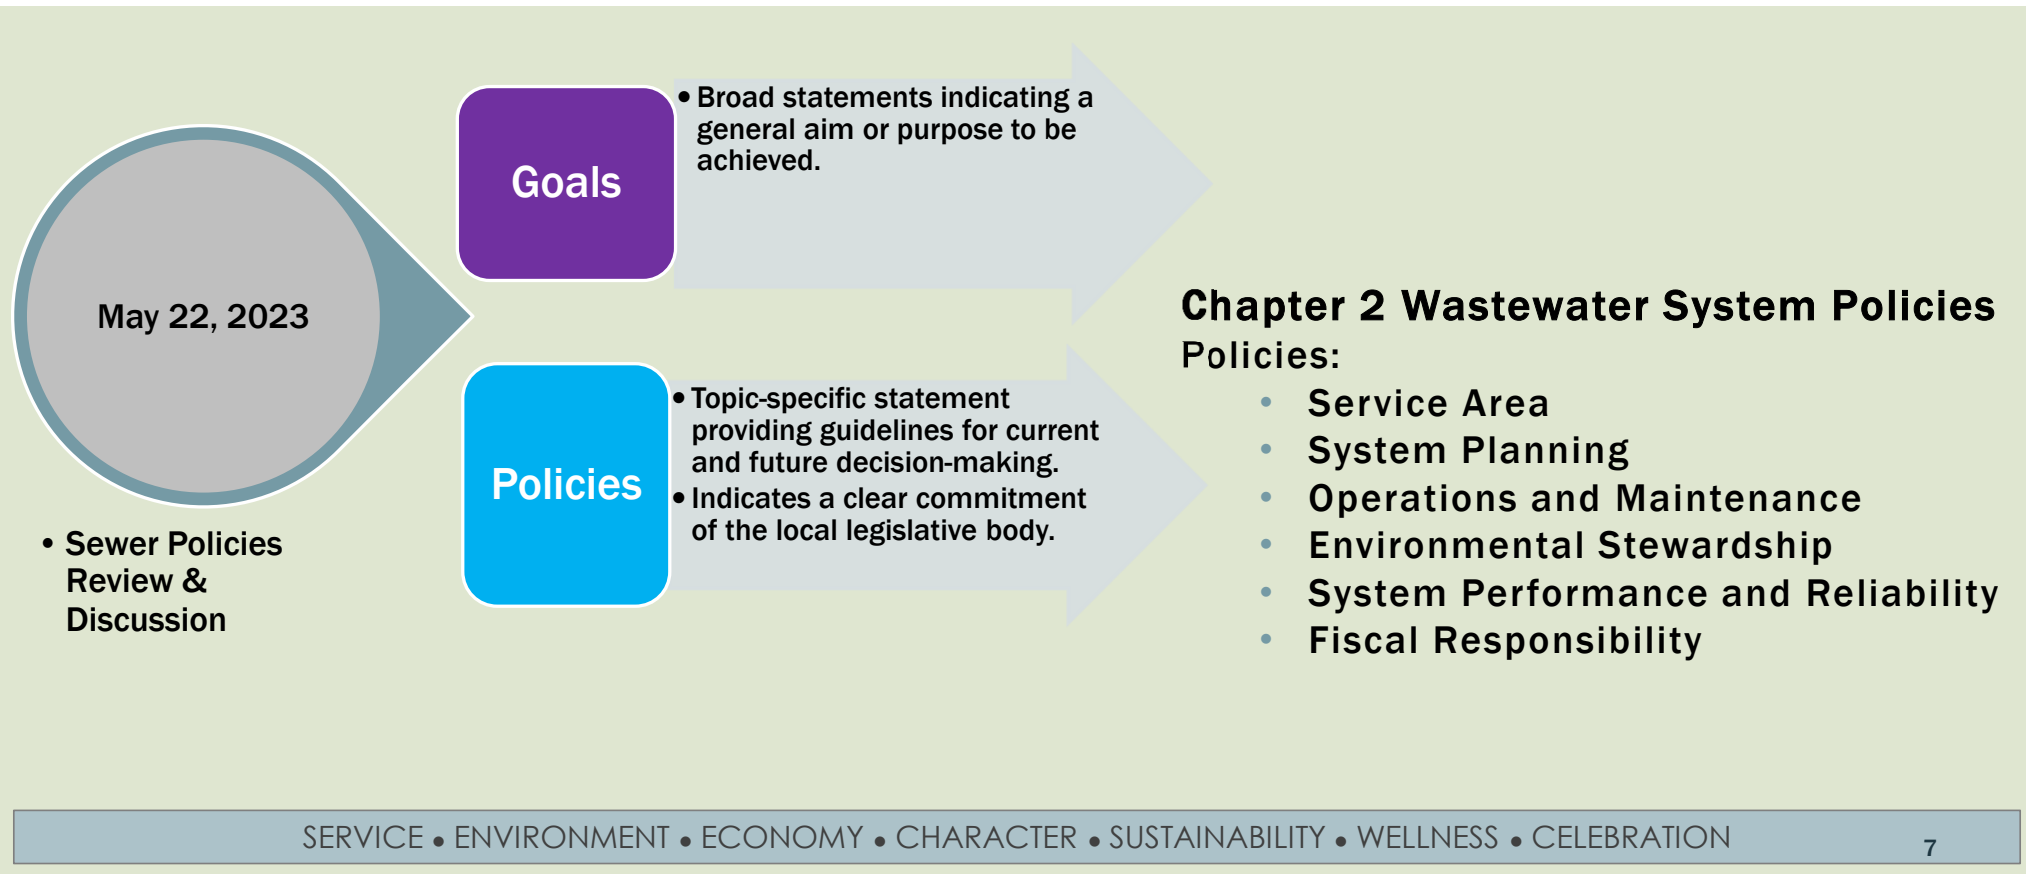 May 22, 2023
• Sewer Policies
Review &
Discussion
Goals
• Broad statements indicating a
general aim or purpose to be
achieved.
Policies
• Topic-specific statement
providing guidelines for current
and future decision-making.
• Indicates a clear commitment
of the local legislative body.
Chapter 2 Wastewater System Policies
Policies:
• Service Area
• System Planning
• Operations and Maintenance
• Environmental Stewardship
• System Performance and Reliability
• Fiscal Responsibility
SERVICE • ENVIRONMENT • ECONOMY • CHARACTER • SUSTAINABILITY • WELLNESS • CELEBRATION
7